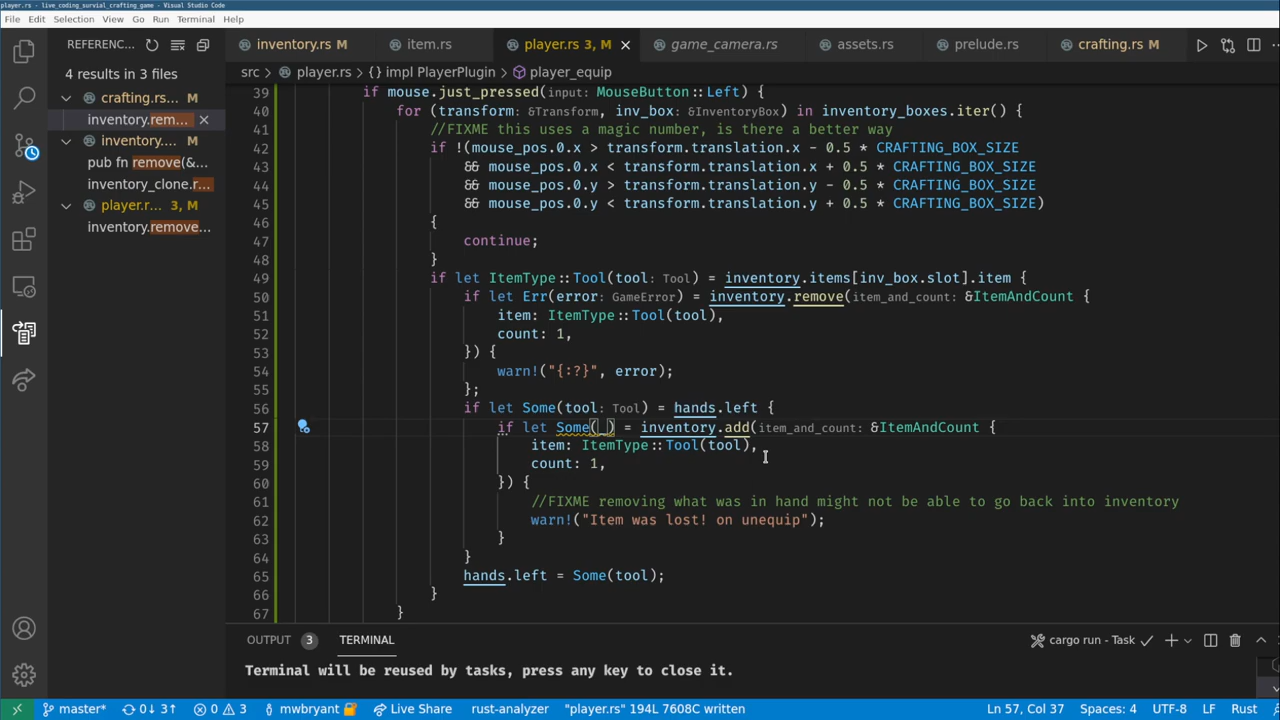 player.rs - live_coding_survial_crafting_game - Visual Studio Code
File Edit Selection View Go Run Terminal Help
REFERENC...
inventory.rs M item.rs player.rs 3, M game_camera.rs assets.rs prelude.rs crafting.rs M
4 results in 3 files
src > player.rs > {} impl PlayerPlugin > player_equip
crafting.rs... M
inventory.rem...
inventory.... M
pub fn remove(&...
inventory_clone.r...
player.r... 3, M
inventory.remove...
39 if mouse.just_pressed(input: MouseButton::Left) {
40 for (transform: &Transform, inv_box: &InventoryBox) in inventory_boxes.iter() {
41 //FIXME this uses a magic number, is there a better way
42 if !(mouse_pos.0.x > transform.translation.x - 0.5 * CRAFTING_BOX_SIZE
43 && mouse_pos.0.x < transform.translation.x + 0.5 * CRAFTING_BOX_SIZE
44 && mouse_pos.0.y > transform.translation.y - 0.5 * CRAFTING_BOX_SIZE
45 && mouse_pos.0.y < transform.translation.y + 0.5 * CRAFTING_BOX_SIZE)
46 {
47 continue;
48 }
49 if let ItemType::Tool(tool: Tool) = inventory.items[inv_box.slot].item {
50 if let Err(error: GameError) = inventory.remove(item_and_count: &ItemAndCount {
51 item: ItemType::Tool(tool),
52 count: 1,
53 }) {
54 warn!("{:?}", error);
55 };
56 if let Some(tool: Tool) = hands.left {
57 if let Some(_) = inventory.add(item_and_count: &ItemAndCount {
58 item: ItemType::Tool(tool),
59 count: 1,
60 }) {
61 //FIXME removing what was in hand might not be able to go back into inventory
62 warn!("Item was lost! on unequip");
63 }
64 }
65 hands.left = Some(tool);
66 }
67 }
OUTPUT 3 TERMINAL cargo run - Task
Terminal will be reused by tasks, press any key to close it.
master* 0↓ 3↑ 0 3 mwbryant Live Share rust-analyzer "player.rs" 194L 7608C written Ln 57, Col 37 Spaces: 4 UTF-8 LF Rust